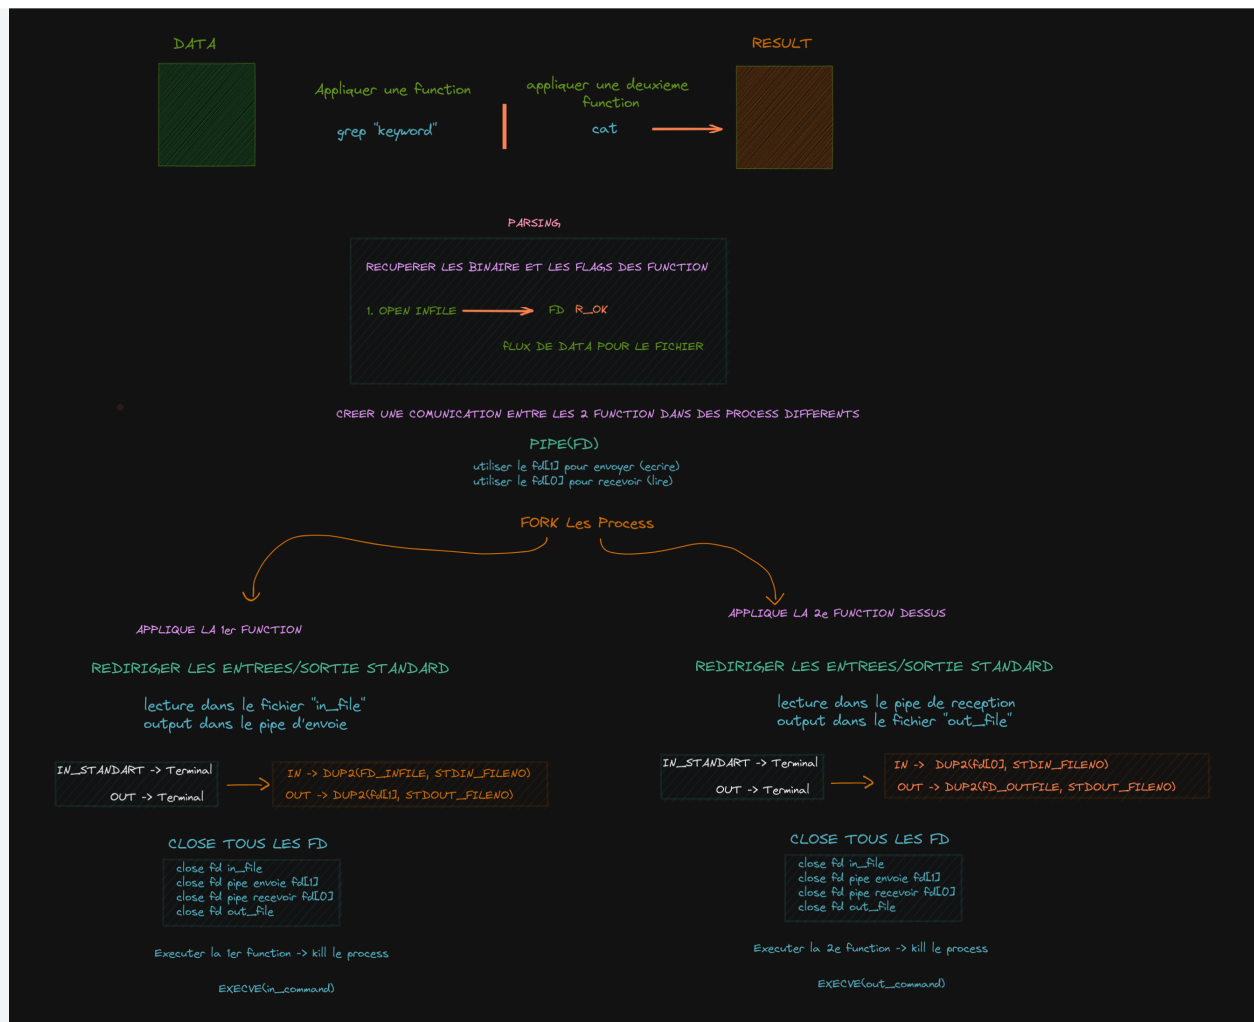 DATA
RESULT
Appliquer une function
appliquer une deuxieme
function
grep "keyword"
cat
PARSING
RECUPERER LES BINAIRE ET LES FLAGS DES FUNCTION
1. OPEN INFILE
FD R_OK
fLUX DE DATA POUR LE FICHIER
CREER UNE COMUNICATION ENTRE LES 2 FUNCTION DANS DES PROCESS DIFFERENTS
PIPE(FD)
utiliser le fd[1] pour envoyer (ecrire)
utiliser le fd[0] pour recevoir (lire)
FORK Les Process
APPLIQUE LA 1er FUNCTION
REDIRIGER LES ENTREES/SORTIE STANDARD
lecture dans le fichier "in_file"
output dans le pipe d'envoie
IN_STANDART -> Terminal
OUT -> Terminal
IN -> DUP2(FD_INFILE, STDIN_FILENO)
OUT -> DUP2(fd[1], STDOUT_FILENO)
CLOSE TOUS LES FD
close fd in_file
close fd pipe envoie fd[1]
close fd pipe recevoir fd[0]
close fd out_file
Executer la 1er function -> kill le process
EXECVE(in_command)
APPLIQUE LA 2e FUNCTION DESSUS
REDIRIGER LES ENTREES/SORTIE STANDARD
lecture dans le pipe de reception
output dans le fichier "out_file"
IN_STANDART -> Terminal
OUT -> Terminal
IN -> DUP2(fd[0], STDIN_FILENO)
OUT -> DUP2(fD_OUTFILE, STDOUT_FILENO)
CLOSE TOUS LES FD
close fd in_file
close fd pipe envoie fd[1]
close fd pipe recevoir fd[0]
close fd out_file
Executer la 2e function -> kill le process
EXECVE(out_command)